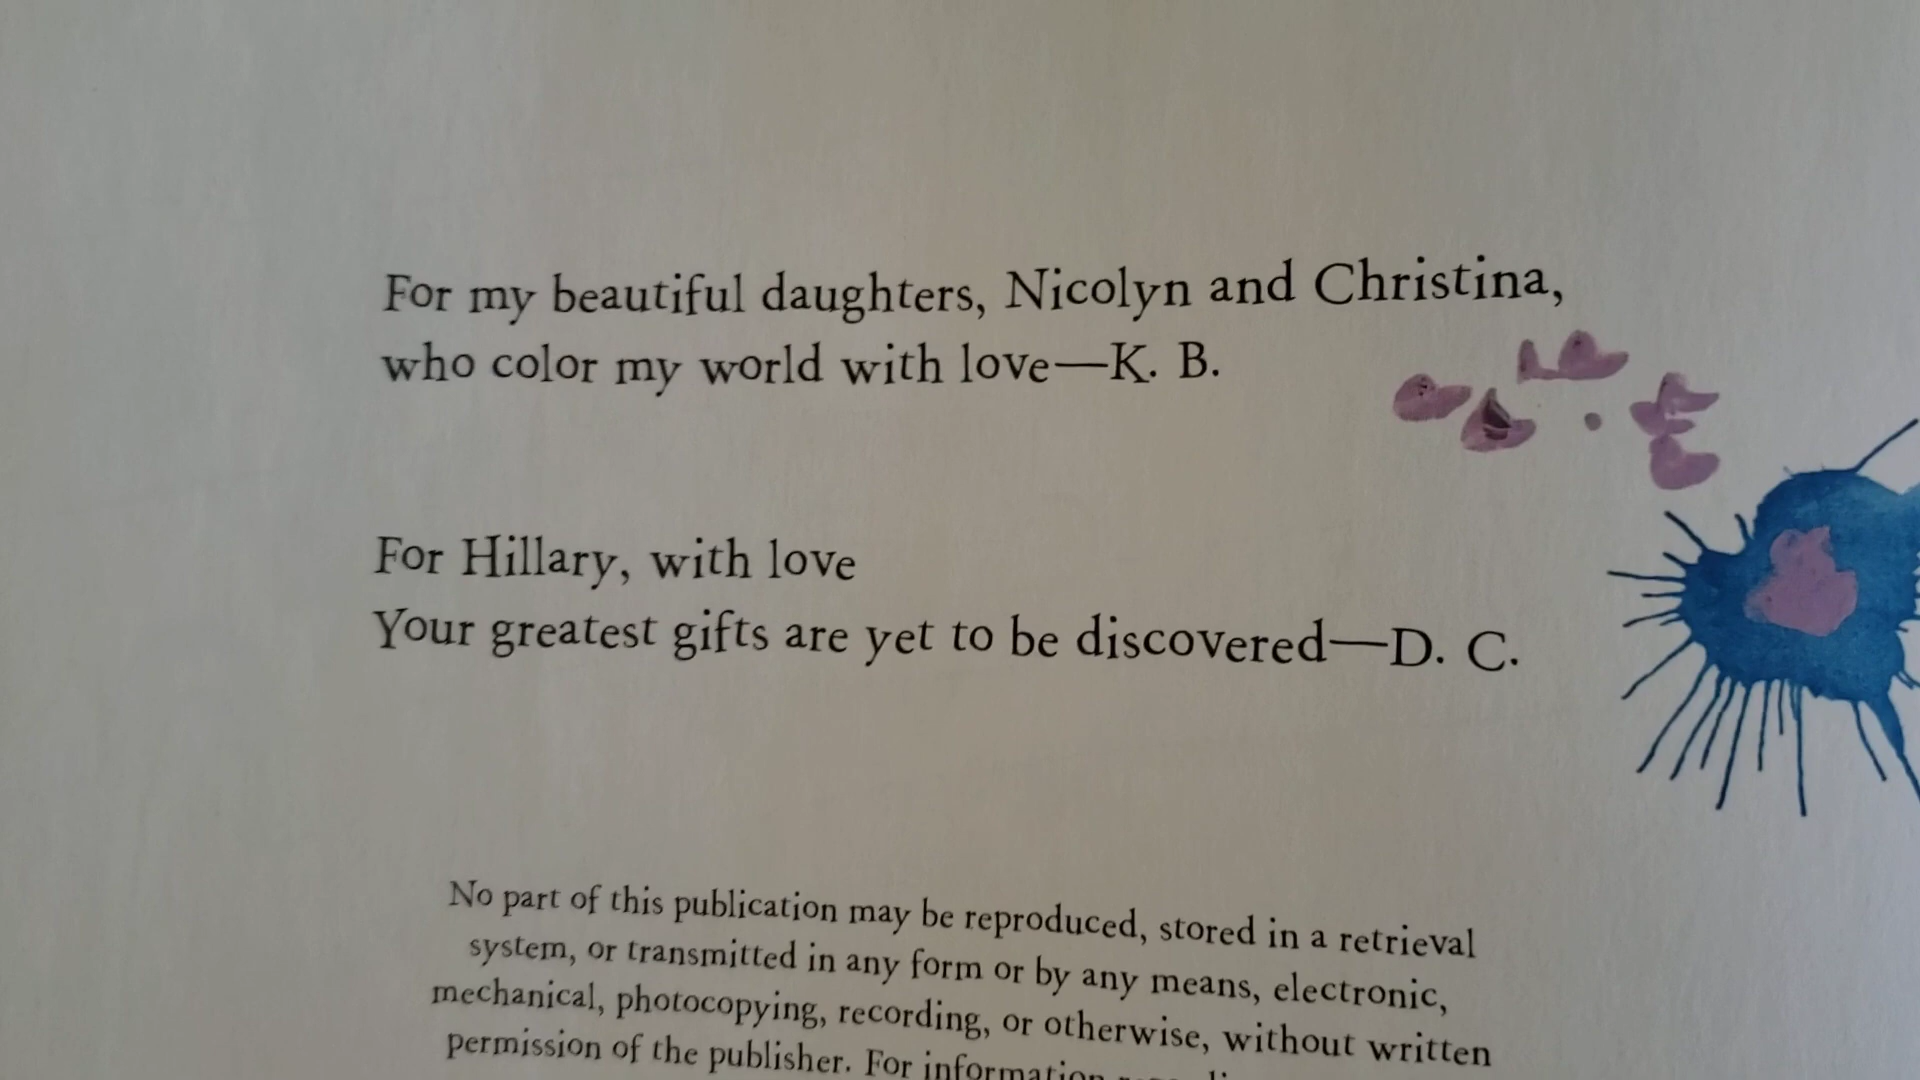 For my beautiful daughters, Nicolyn and Christina,
who color my world with love—K. B.
For Hillary, with love
Your greatest gifts are yet to be discovered—D. C.
No part of this publication may be reproduced, stored in a retrieval
system, or transmitted in any form or by any means, electronic,
mechanical, photocopying, recording, or otherwise, without written
permission of the publisher. For information